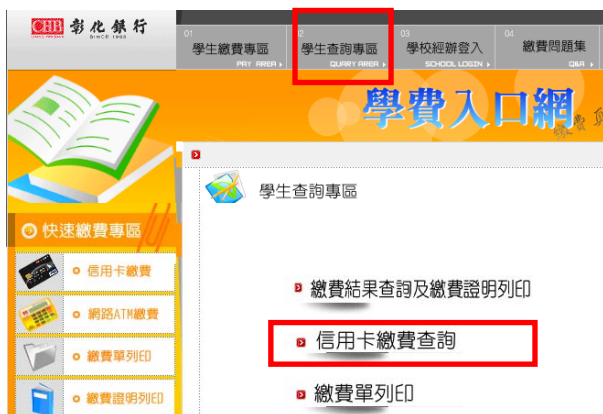 CHB 彰化銀行
SINCE 1905
01 學生繳費專區 PAY AREA
02 學生查詢專區 QUARY AREA
03 學校經辦登入 SCHOOL LOGIN
04 繳費問題集 Q&A
學費入口網
繳費
學生查詢專區
快速繳費專區
信用卡繳費
網路ATM繳費
繳費單列印
繳費證明列印
繳費結果查詢及繳費證明列印
信用卡繳費查詢
繳費單列印